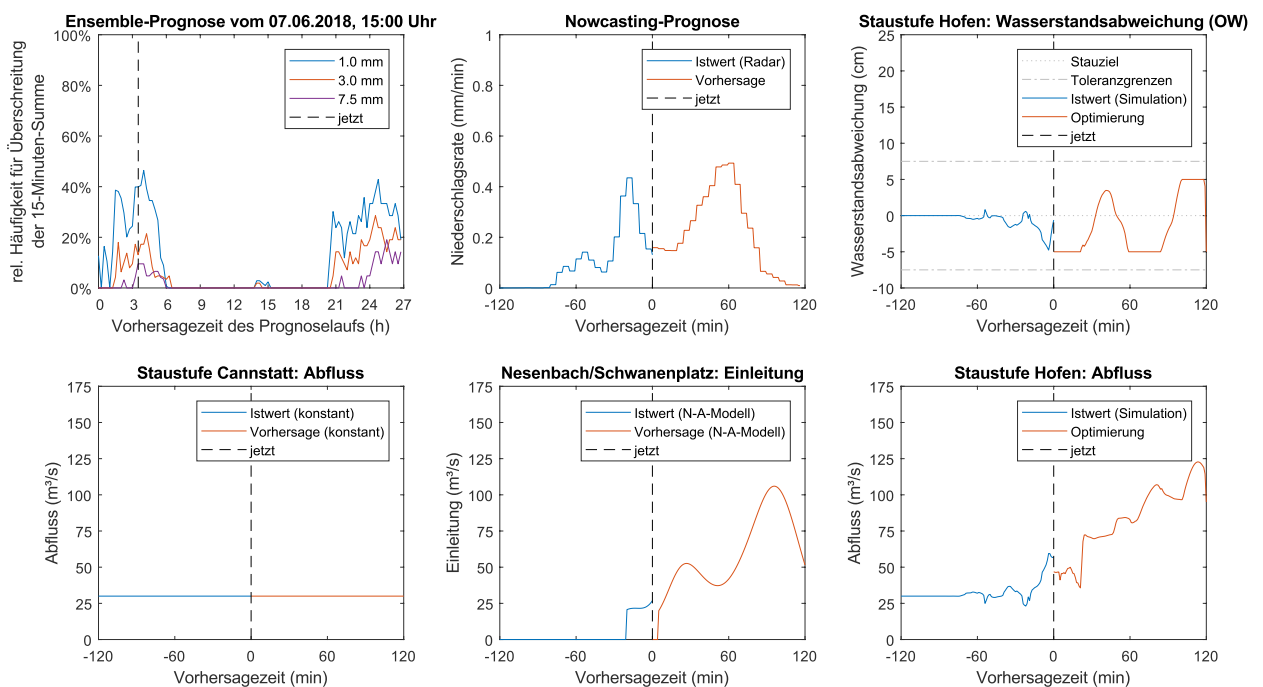 Ensemble-Prognose vom 07.06.2018, 15:00 Uhr
rel. Häufigkeit für Überschreitung
der 15-Minuten-Summe
100%
80%
60%
40%
20%
0%
1.0 mm
3.0 mm
7.5 mm
jetzt
0 3 6 9 12 15 18 21 24 27
Vorhersagezeit des Prognoselaufs (h)
Nowcasting-Prognose
Niederschlagsrate (mm/min)
1
0.8
0.6
0.4
0.2
0
Istwert (Radar)
Vorhersage
jetzt
-120 -60 0 60 120
Vorhersagezeit (min)
Staustufe Hofen: Wasserstandsabweichung (OW)
Wasserstandsabweichung (cm)
25
20
15
10
5
0
-5
-10
Stauziel
Toleranzgrenzen
Istwert (Simulation)
Optimierung
jetzt
-120 -60 0 60 120
Vorhersagezeit (min)
Staustufe Cannstatt: Abfluss
Abfluss (m³/s)
175
150
125
100
75
50
25
0
Istwert (konstant)
Vorhersage (konstant)
jetzt
-120 -60 0 60 120
Vorhersagezeit (min)
Nesenbach/Schwanenplatz: Einleitung
Einleitung (m³/s)
175
150
125
100
75
50
25
0
Istwert (N-A-Modell)
Vorhersage (N-A-Modell)
jetzt
-120 -60 0 60 120
Vorhersagezeit (min)
Staustufe Hofen: Abfluss
Abfluss (m³/s)
175
150
125
100
75
50
25
0
Istwert (Simulation)
Optimierung
jetzt
-120 -60 0 60 120
Vorhersagezeit (min)